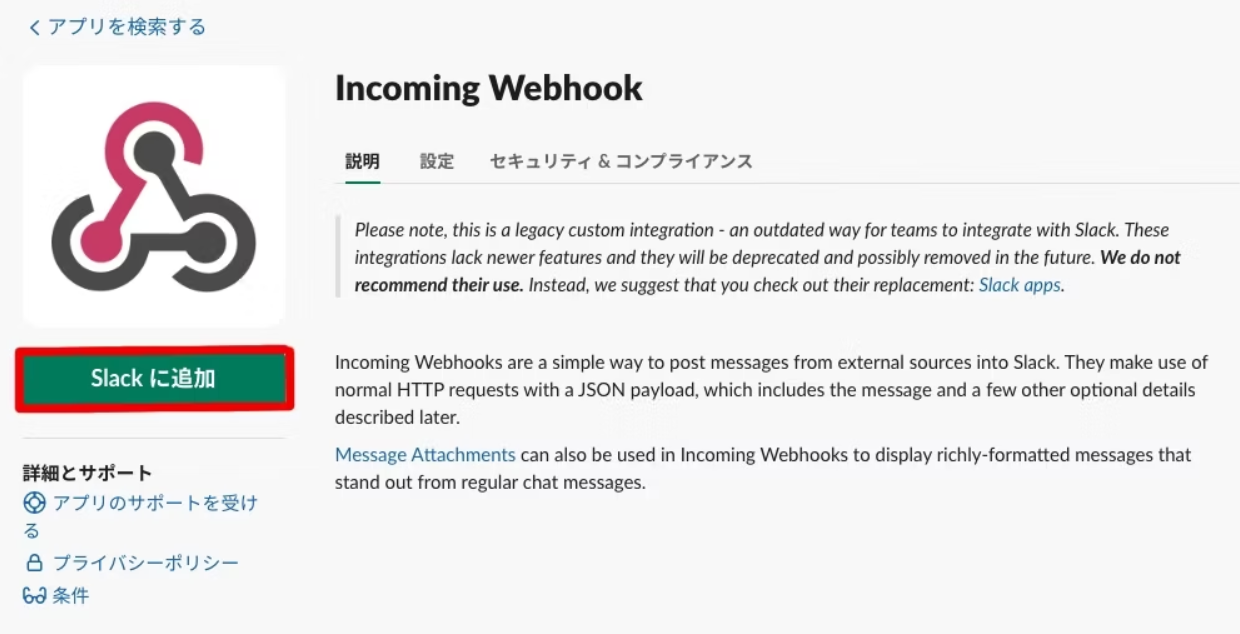 アプリを検索する
Incoming Webhook
説明 設定 セキュリティ & コンプライアンス
Please note, this is a legacy custom integration - an outdated way for teams to integrate with Slack. These
integrations lack newer features and they will be deprecated and possibly removed in the future. We do not
recommend their use. Instead, we suggest that you check out their replacement: Slack apps.
Slack に追加
Incoming Webhooks are a simple way to post messages from external sources into Slack. They make use of
normal HTTP requests with a JSON payload, which includes the message and a few other optional details
described later.
Message Attachments can also be used in Incoming Webhooks to display richly-formatted messages that
stand out from regular chat messages.
詳細とサポート
アプリのサポートを受け
る
プライバシーポリシー
条件